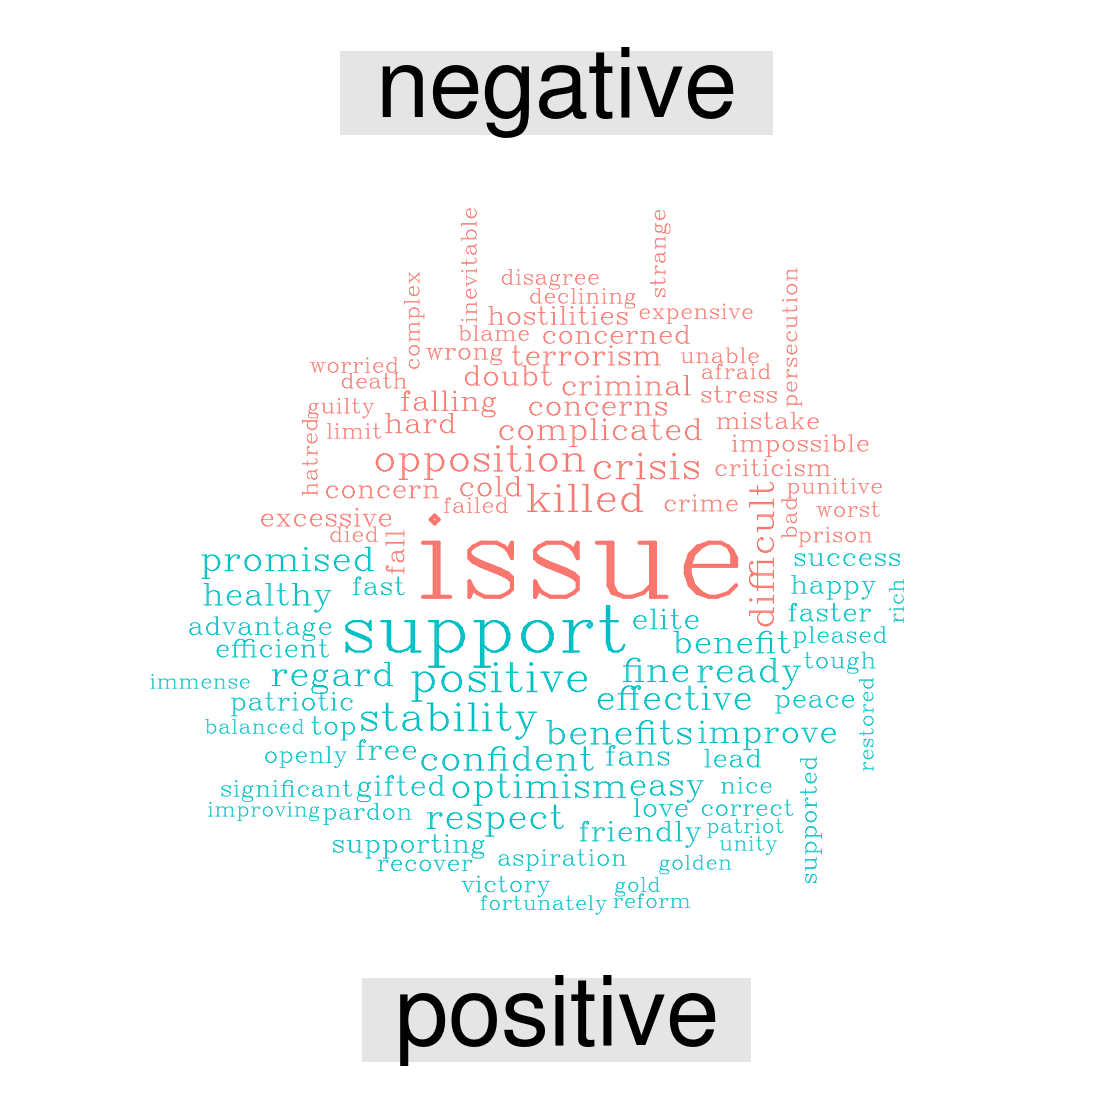 negative
inevitable
strange
complex
disagree
persecution
declining
hostilities
expensive
blame
concerned
wrong
terrorism
unable
worried
death
doubt
criminal
afraid
stress
guilty
falling
concerns
hatred
limit
hard
complicated
mistake
impossible
opposition
crisis
criticism
concern
cold
killed
crime
difficult
punitive
bad
failed
worst
excessive
died
fall
issue
prison
promised
success
healthy
fast
happy
rich
advantage
support
elite
faster
efficient
benefit
pleased
immense
regard
positive
fine
ready
tough
patriotic
effective
peace
restored
balanced
top
stability
benefits
improve
openly
free
confident
fans
lead
supported
significant
gifted
optimism
easy
nice
improving
pardon
respect
love
correct
friendly
patriot
supporting
unity
recover
aspiration
golden
victory
gold
fortunately
reform
positive